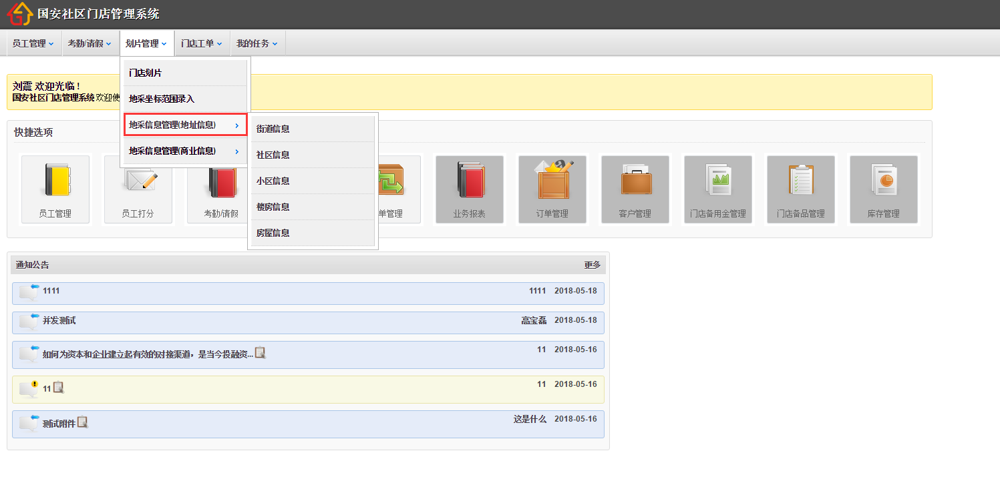 国安社区门店管理系统
员工管理 考勤/请假 划片管理 门店工单 我的任务
门店划片
地采坐标范围录入
地采信息管理(地址信息)
地采信息管理(商业信息)
街道信息
社区信息
小区信息
楼房信息
房屋信息
刘震 欢迎光临！
国安社区门店管理系统 欢迎使
快捷选项
员工管理 员工打分 考勤/请假 单管理 业务报表 订单管理 客户管理 门店备用金管理 门店备品管理 库存管理
通知公告 更多
1111 1111 2018-05-18
并发测试 高宝磊 2018-05-18
如何为资本和企业建立起有效的对接渠道，是当今投融资... 11 2018-05-16
11 11 2018-05-16
测试附件 这是什么 2018-05-16